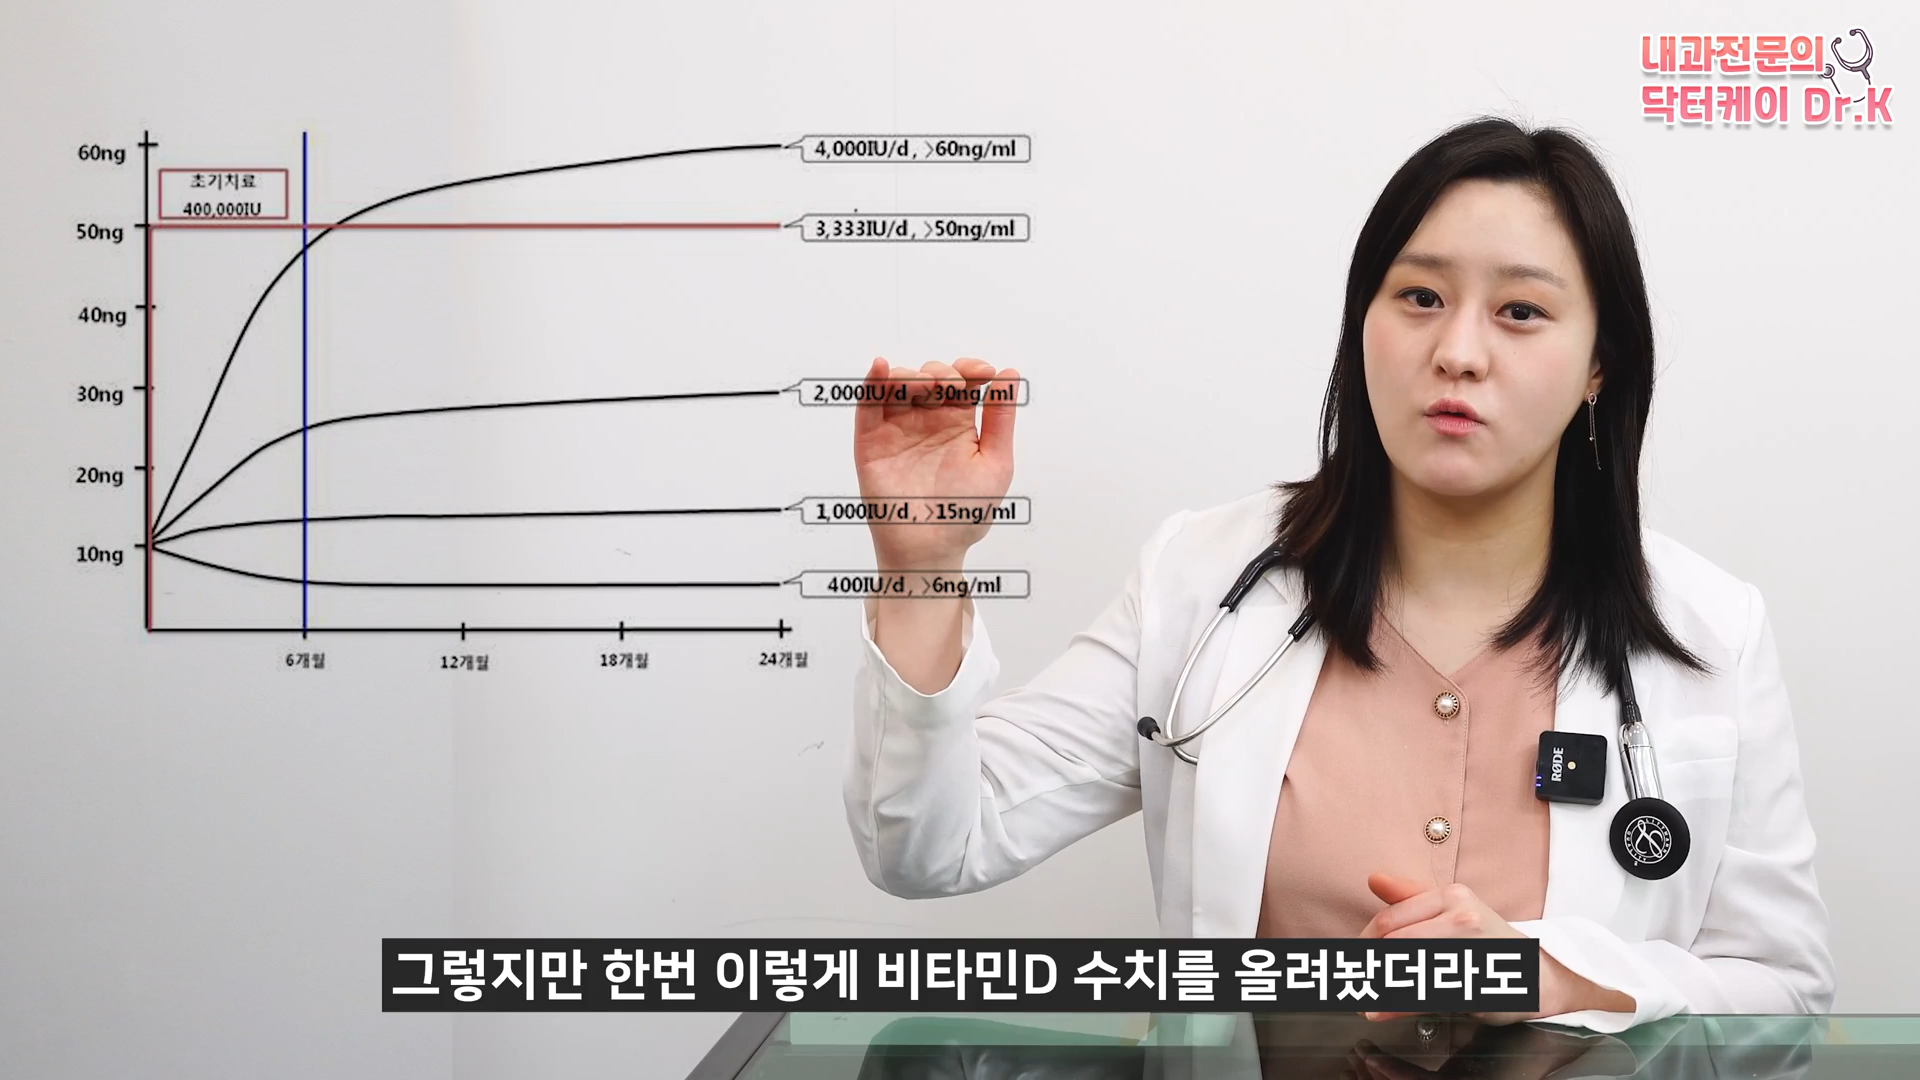 내과전문의
닥터케이 Dr.K
60ng
50ng
40ng
30ng
20ng
10ng
초기치료
400,000IU
4,000IU/d, >60ng/ml
3,333IU/d, >50ng/ml
2,000IU/d, >30ng/ml
1,000IU/d, >15ng/ml
400IU/d, >6ng/ml
6개월
12개월
18개월
24개월
RØDE
그렇지만 한번 이렇게 비타민D 수치를 올려놨더라도